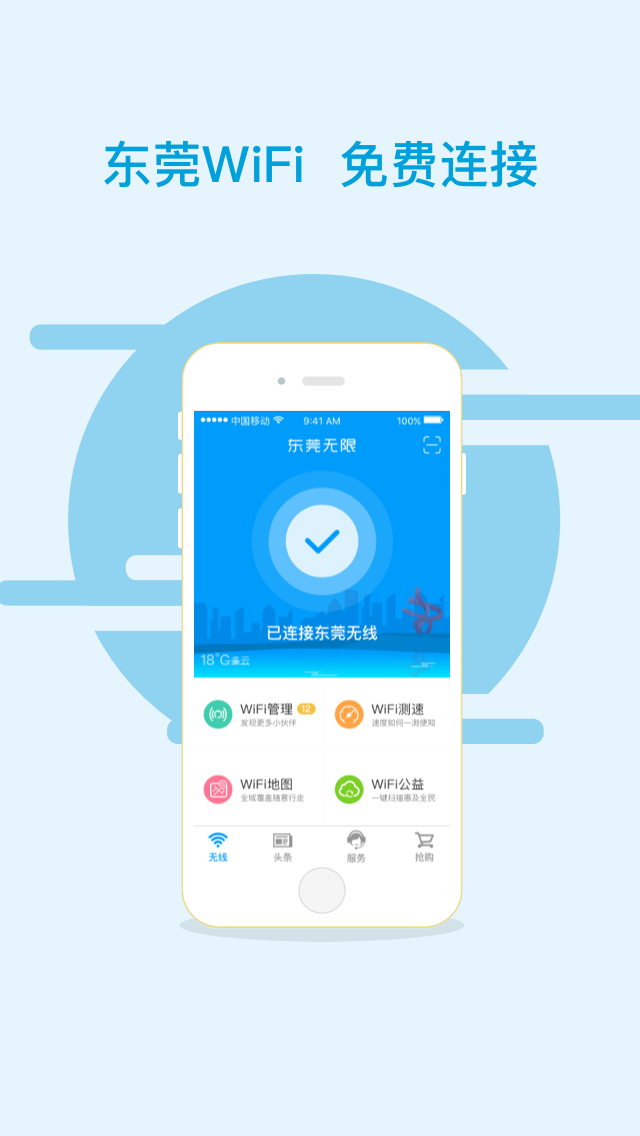 东莞WiFi 免费连接
中国移动 9:41 AM 100%
东莞无限
已连接东莞无线
18°C多云
WiFi管理 12 WiFi测速
发现更多小伙伴 速度如何一测便知
WiFi地图 WiFi公益
全城覆盖随意行走 一键扫描惠及全民
无线 头条 服务 抢购